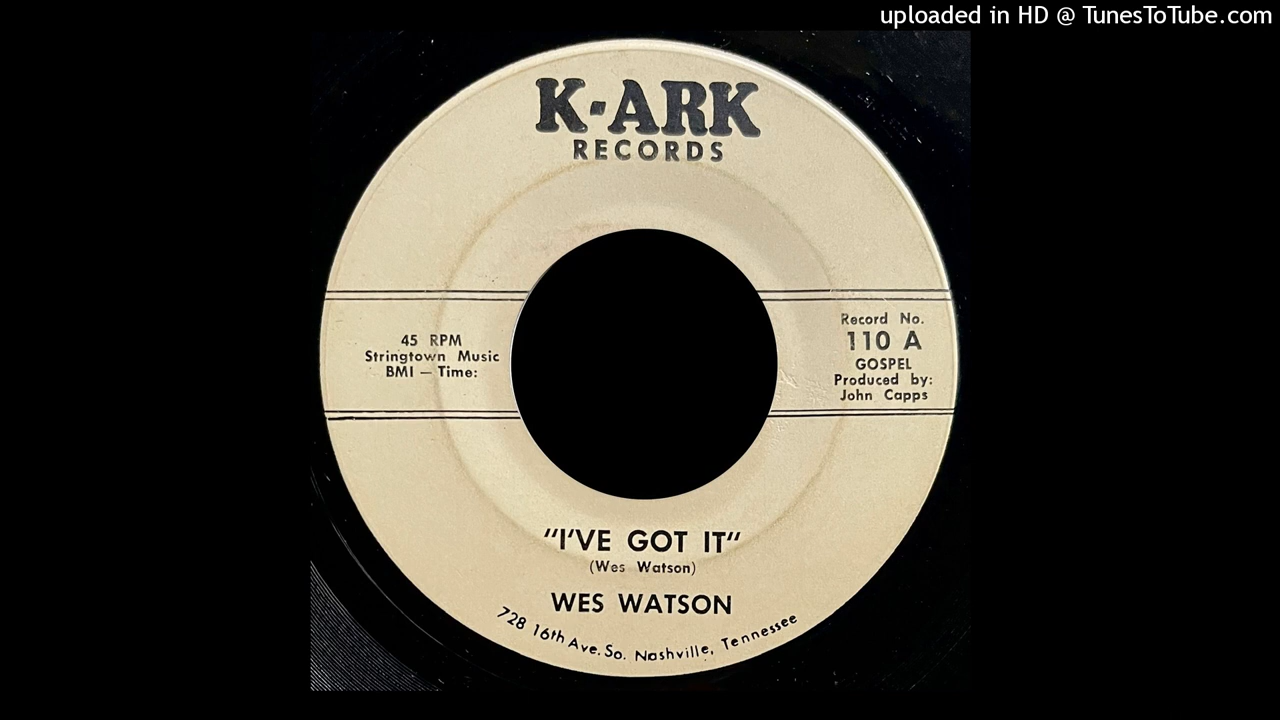 uploaded in HD @ TunesToTube.com
K-ARK
RECORDS
45 RPM
Stringtown Music
BMI — Time:
Record No.
110 A
GOSPEL
Produced by:
John Capps
"I'VE GOT IT"
(Wes Watson)
WES WATSON
728 16th Ave. So. Nashville, Tennessee